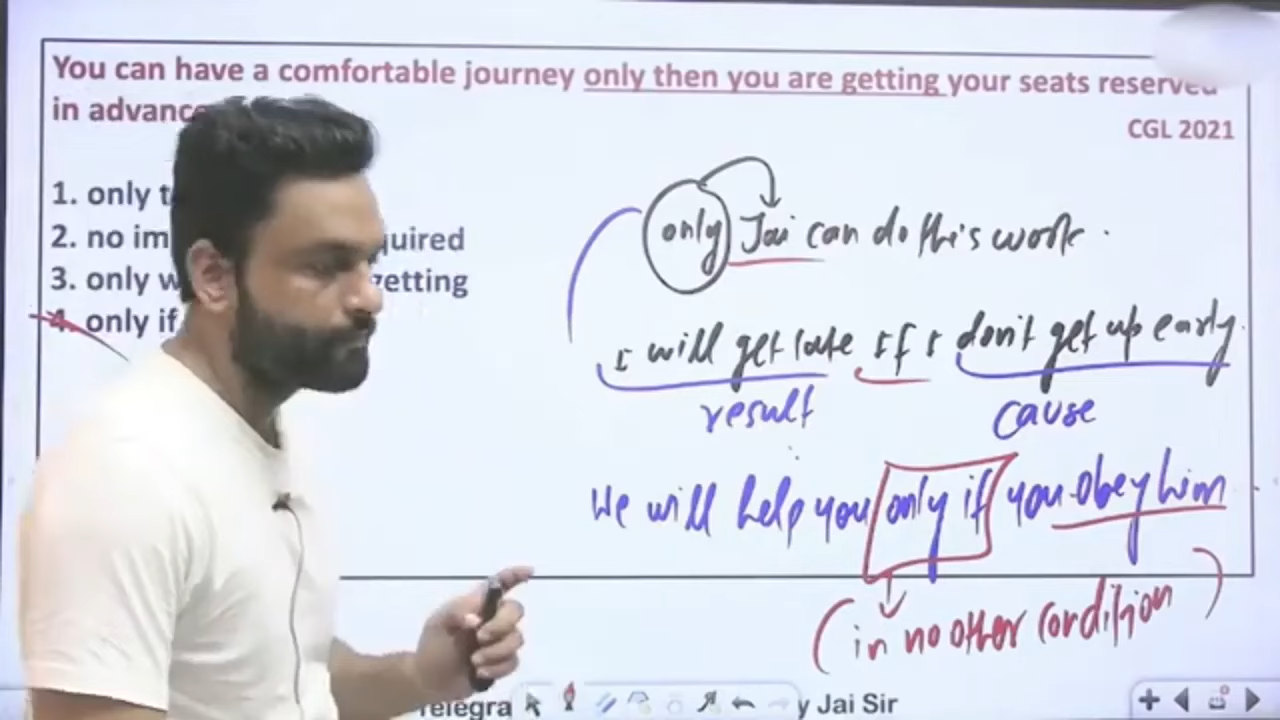 You can have a comfortable journey only then you are getting your seats reserved
in advance
CGL 2021
1. only
2. no quired
3. only getting
4. only if
only Jai can do this work.
I will get late If I don't get up early.
result cause
He will help you only if you obey him
(in no other condition)
Telegra y Jai Sir